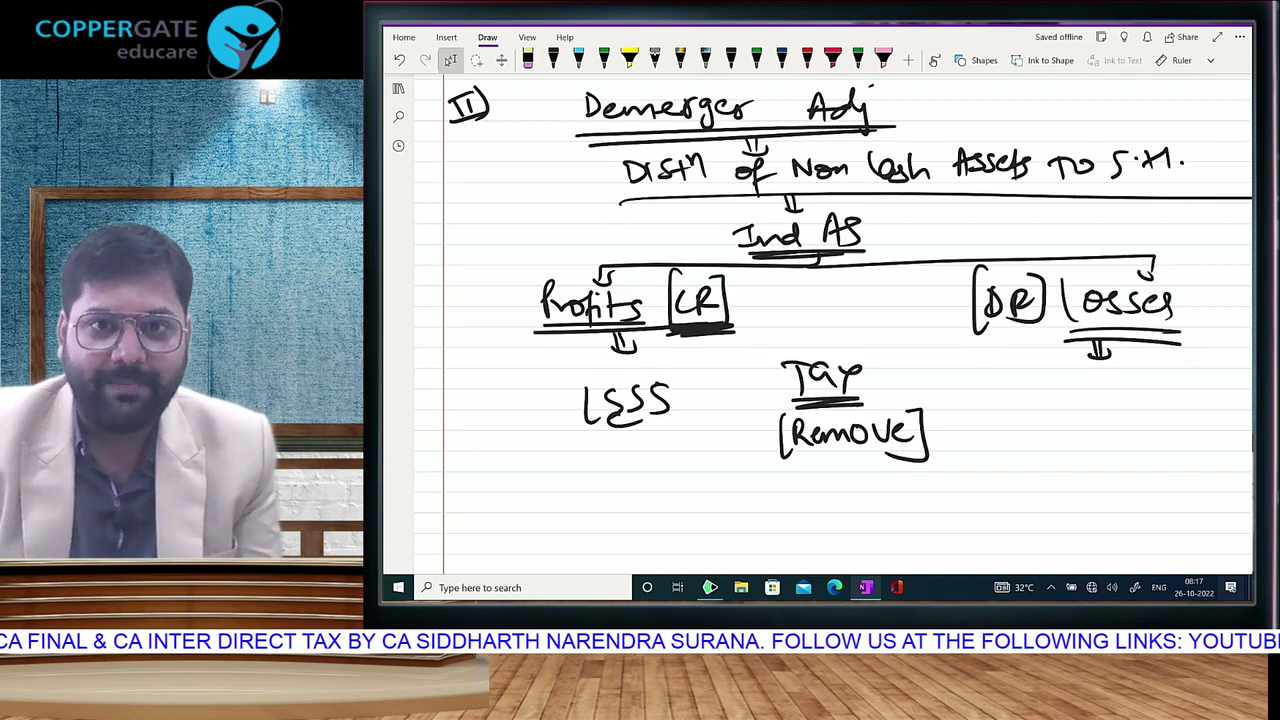 COPPERGATE
educare
Home Insert Draw View Help
Saved offline
Share
Shapes
Ink to Shape
Ink to Text
Ruler
II) Demerger Adj
Distn of Non Cash Assets TO S.H.
Ind AS
Profits [CR] [DR] Losses
LESS
TAX
[Remove]
Type here to search
32°C
ENG
08:17
26-10-2022
CA FINAL & CA INTER DIRECT TAX BY CA SIDDHARTH NARENDRA SURANA. FOLLOW US AT THE FOLLOWING LINKS: YOUTUB